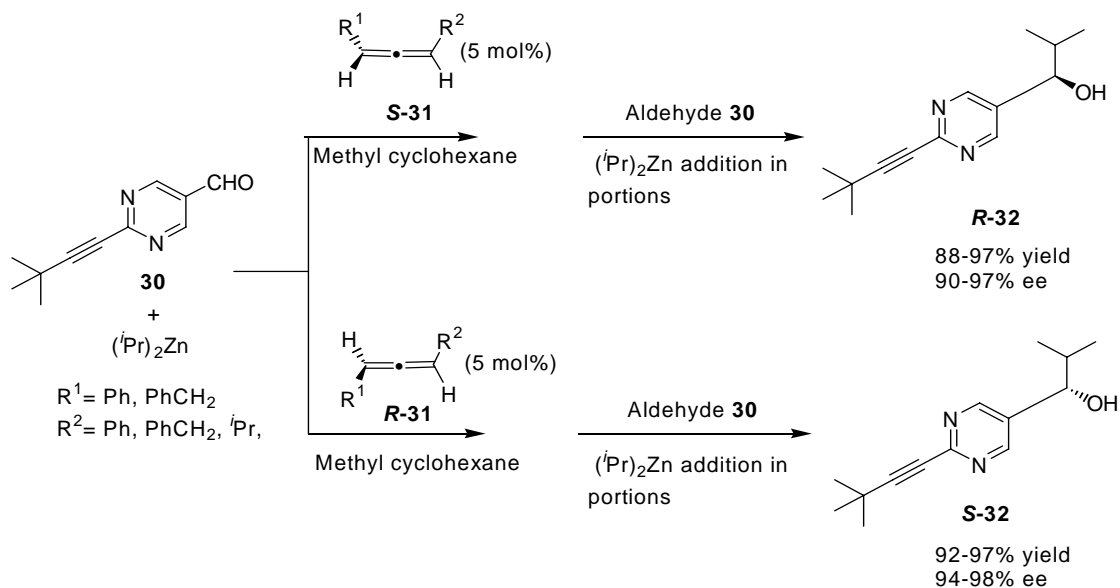 R¹ R² (5 mol%)
H H
S-31
Methyl cyclohexane
Aldehyde 30
(ⁱPr)₂Zn addition in
portions
N
N
OH
R-32
88-97% yield
90-97% ee
N
N
CHO
30
+
(ⁱPr)₂Zn
R¹= Ph, PhCH₂
R²= Ph, PhCH₂, ⁱPr,
H R² (5 mol%)
R¹ H
R-31
Methyl cyclohexane
Aldehyde 30
(ⁱPr)₂Zn addition in
portions
N
N
OH
S-32
92-97% yield
94-98% ee